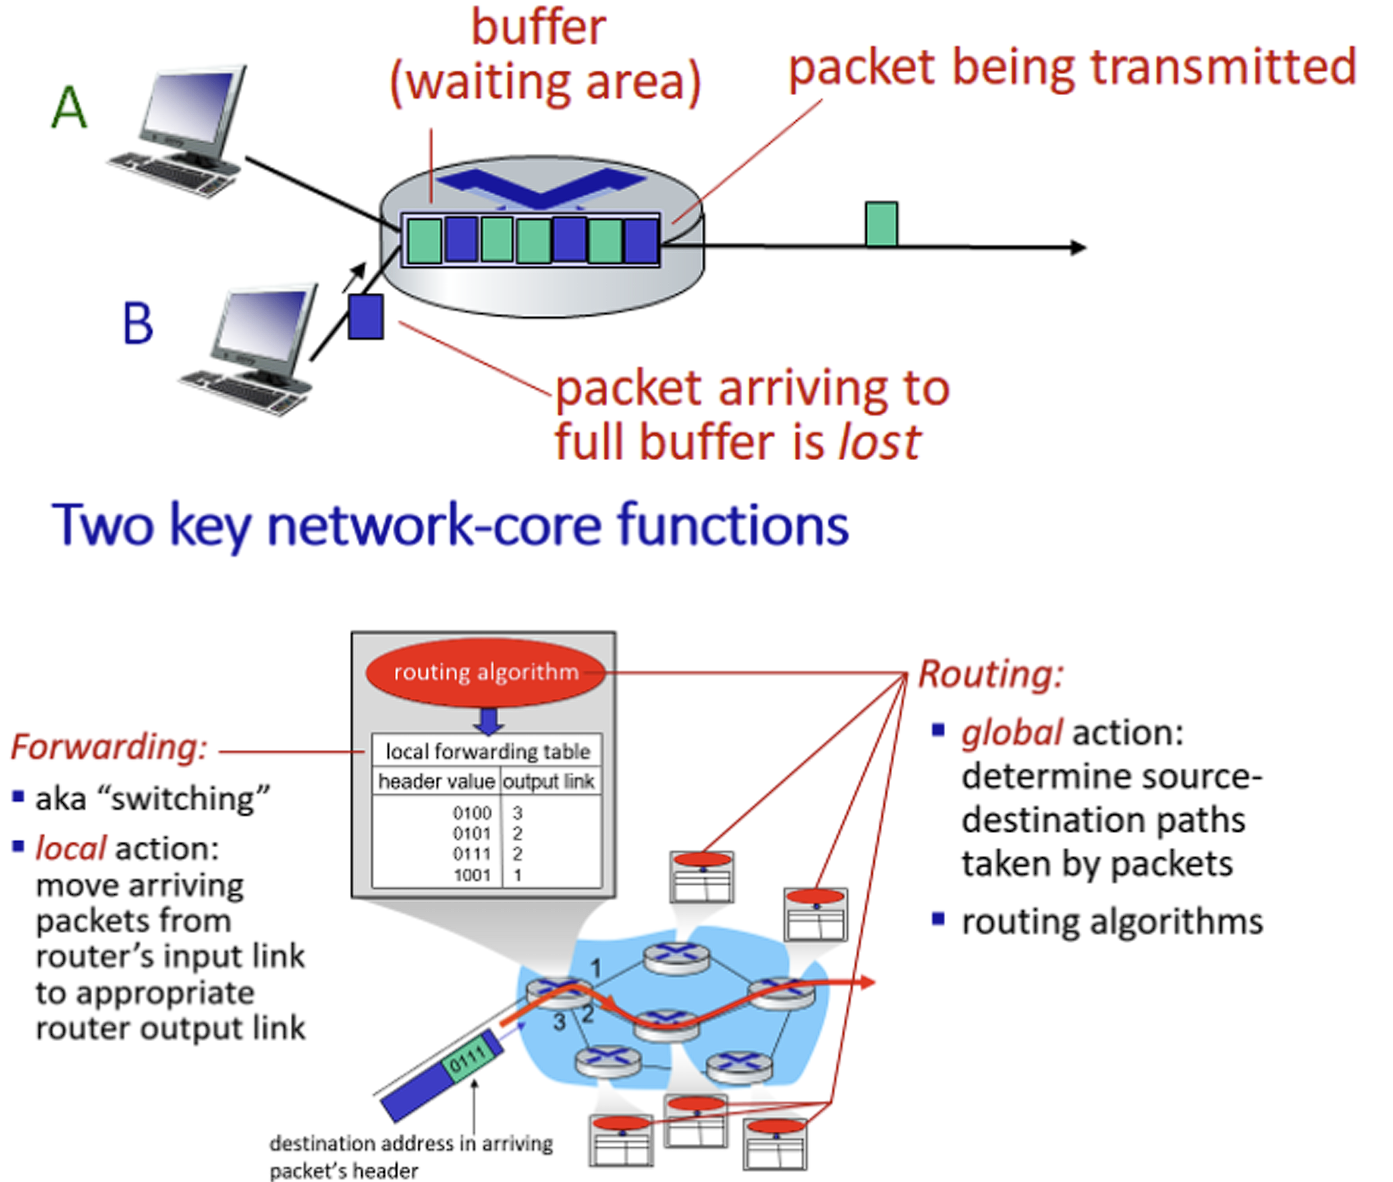 buffer
(waiting area)
packet being transmitted
A
B
packet arriving to
full buffer is lost
Two key network-core functions
routing algorithm
local forwarding table
header value output link
0100 3
0101 2
0111 2
1001 1
Forwarding:
▪ aka “switching”
▪ local action:
move arriving
packets from
router’s input link
to appropriate
router output link
Routing:
▪ global action:
determine source-
destination paths
taken by packets
▪ routing algorithms
1
2
3
0111
destination address in arriving
packet’s header